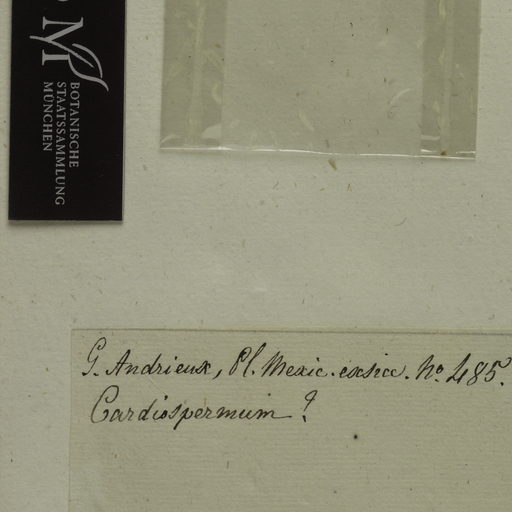 M
BOTANISCHE
STAATSSAMMLUNG
MÜNCHEN
G. Andrieux, Pl. Mexic. exsicc. No. 485.
Cardiospermum?